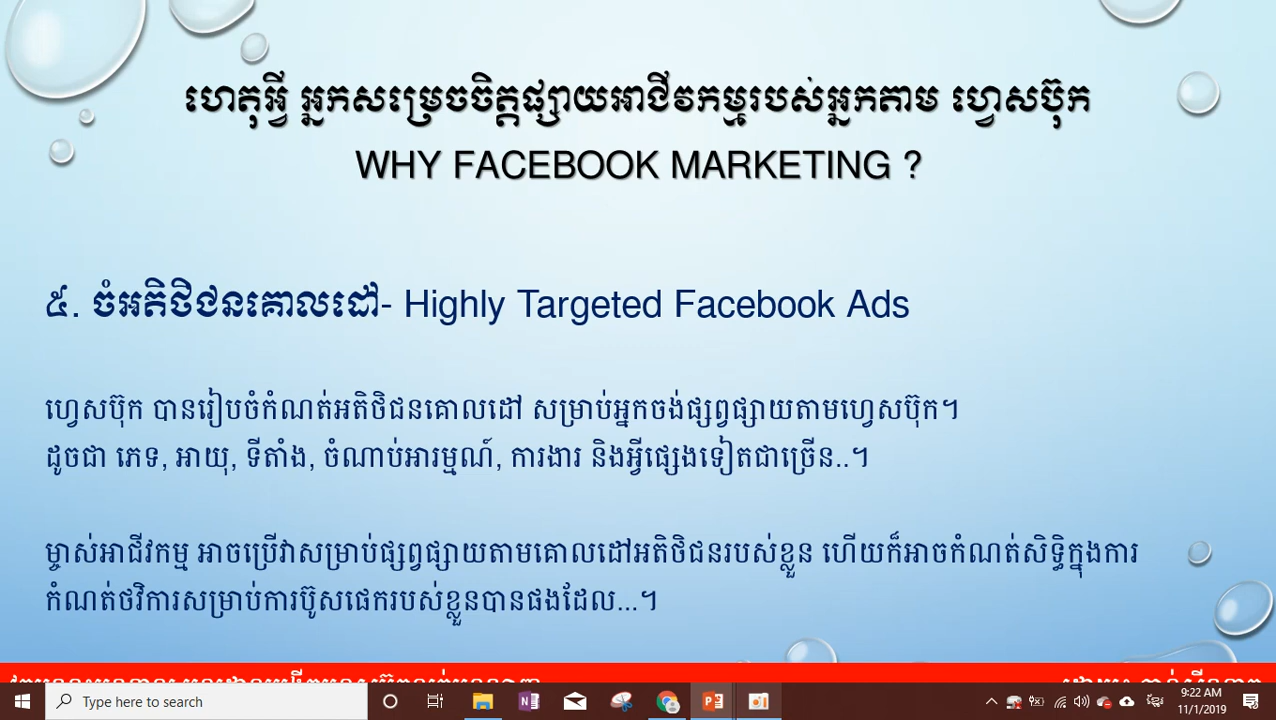 ហេតុអ្វី អ្នកសម្រេចចិត្តផ្សាយអាជីវកម្មរបស់អ្នកតាម ហ្វេសប៊ុក
WHY FACEBOOK MARKETING ?
៥. ចំអតិថិជនគោលដៅ- Highly Targeted Facebook Ads
ហ្វេសប៊ុក បានរៀបចំកំណត់អតិថិជនគោលដៅ សម្រាប់អ្នកចង់ផ្សព្វផ្សាយតាមហ្វេសប៊ុក។
ដូចជា ភេទ, អាយុ, ទីតាំង, ចំណាប់អារម្មណ៍, ការងារ និងអ្វីផ្សេងទៀតជាច្រើន..។
ម្ចាស់អាជីវកម្ម អាចប្រើវាសម្រាប់ផ្សព្វផ្សាយតាមគោលដៅអតិថិជនរបស់ខ្លួន ហើយក៏អាចកំណត់សិទ្ធិក្នុងការ
កំណត់ថវិការសម្រាប់ការប៊ូសផេករបស់ខ្លួនបានផងដែល...។
Type here to search
9:22 AM
11/1/2019